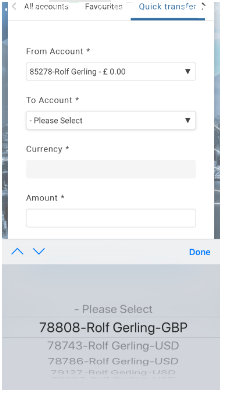 All accounts Favourites Quick transfer
From Account *
85278-Rolf Gerling - £ 0.00
To Account *
- Please Select
Currency *
Amount *
Done
- Please Select
78808-Rolf Gerling-GBP
78743-Rolf Gerling-USD
78786-Rolf Gerling-USD
79127-Rolf Gerling-USD